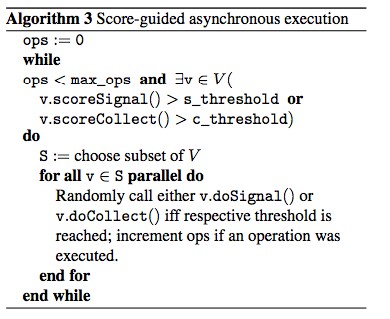 Algorithm 3 Score-guided asynchronous execution
ops := 0
while
ops < max_ops and ∃v ∈ V(
v.scoreSignal() > s_threshold or
v.scoreCollect() > c_threshold)
do
S := choose subset of V
for all v ∈ S parallel do
Randomly call either v.doSignal() or
v.doCollect() iff respective threshold is
reached; increment ops if an operation was
executed.
end for
end while